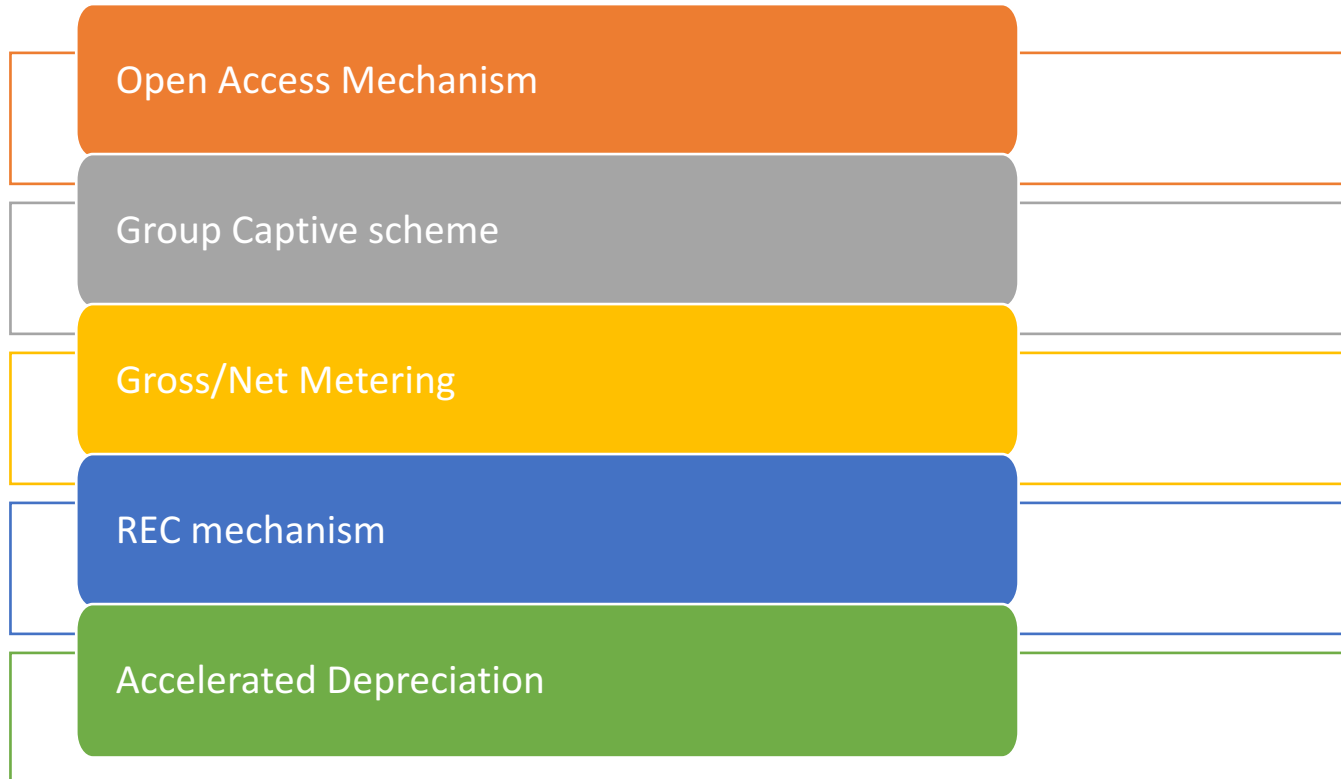 Open Access Mechanism
Group Captive scheme
Gross/Net Metering
REC mechanism
Accelerated Depreciation